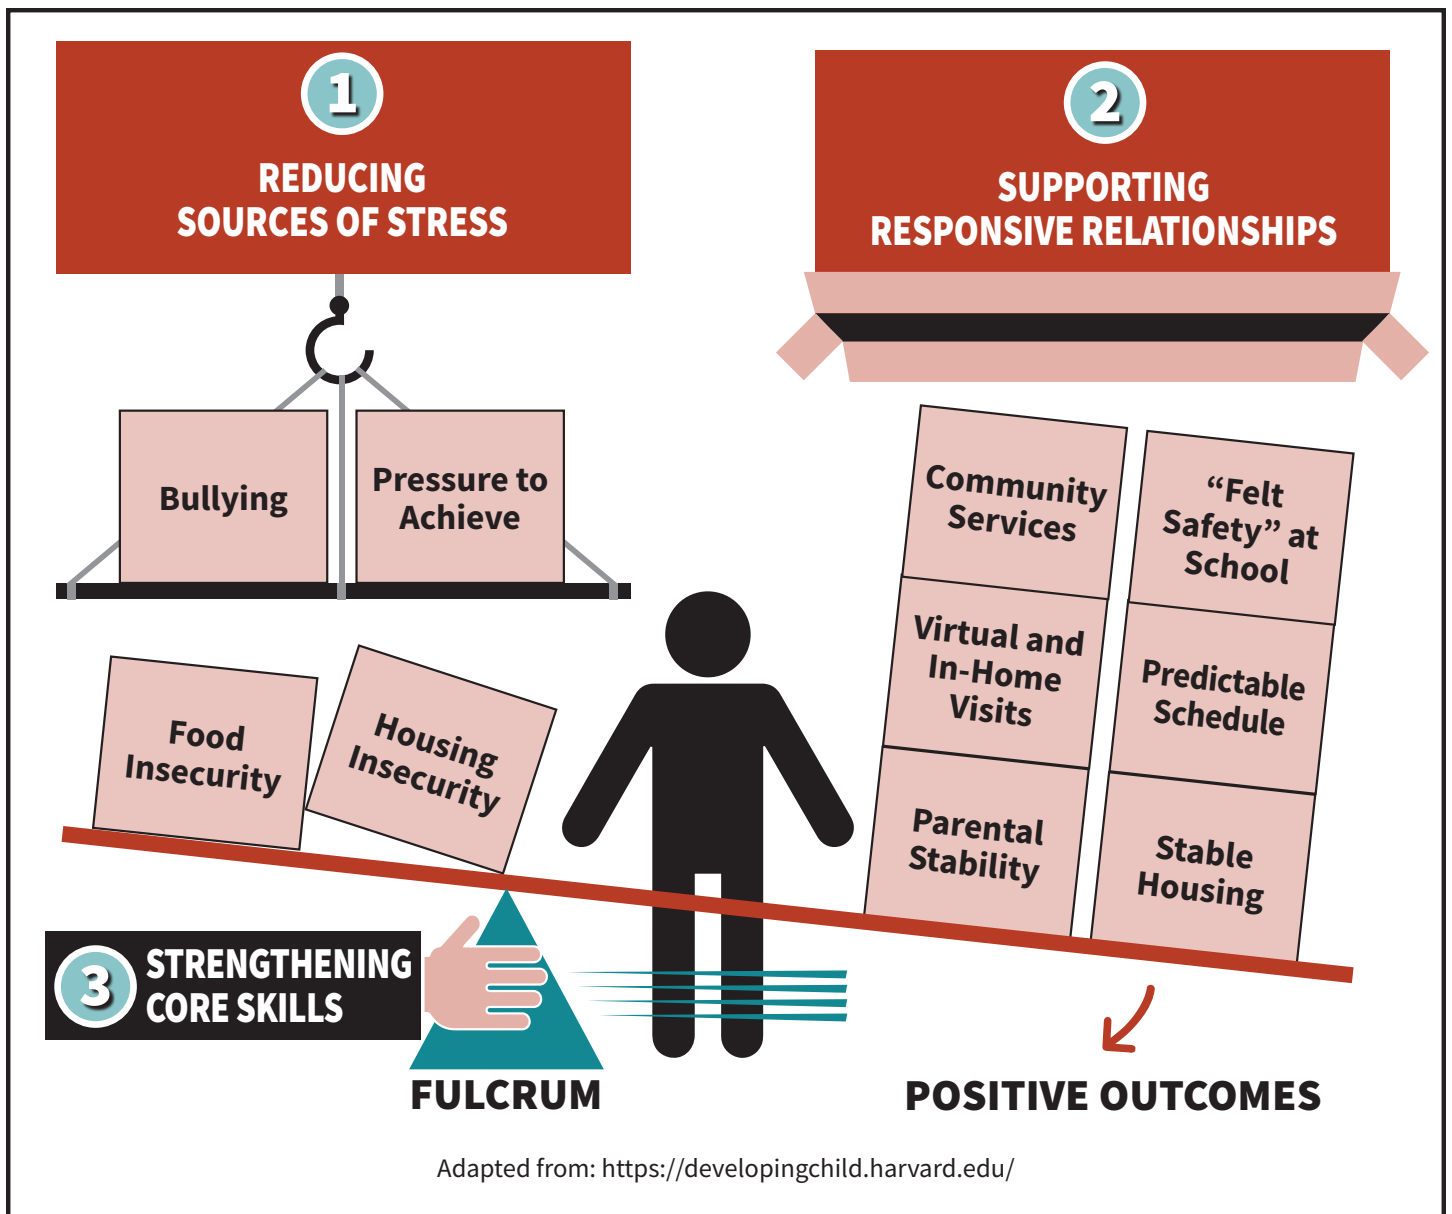 1
REDUCING
SOURCES OF STRESS
2
SUPPORTING
RESPONSIVE RELATIONSHIPS
Bullying
Pressure to
Achieve
Food
Insecurity
Housing
Insecurity
Community
Services
Virtual and
In-Home
Visits
Parental
Stability
“Felt
Safety” at
School
Predictable
Schedule
Stable
Housing
3
STRENGTHENING
CORE SKILLS
FULCRUM
POSITIVE OUTCOMES
Adapted from: https://developingchild.harvard.edu/